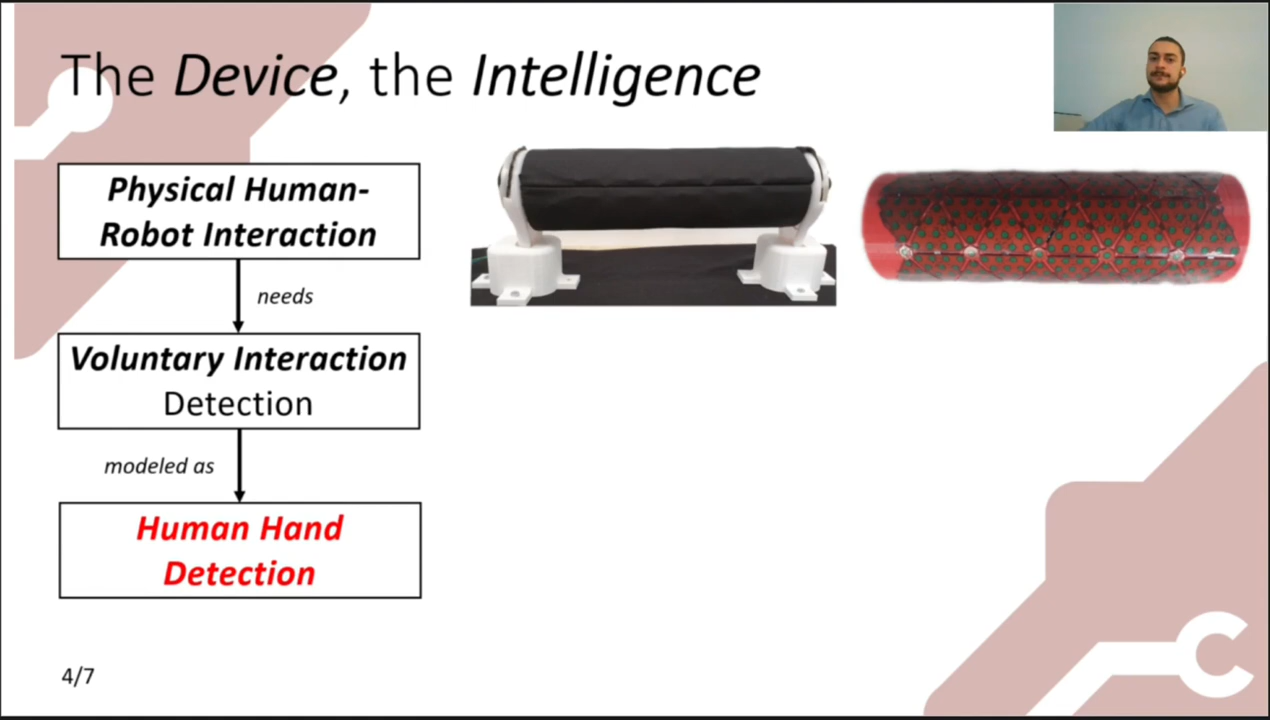 The Device, the Intelligence
Physical Human-
Robot Interaction
needs
Voluntary Interaction
Detection
modeled as
Human Hand
Detection
4/7